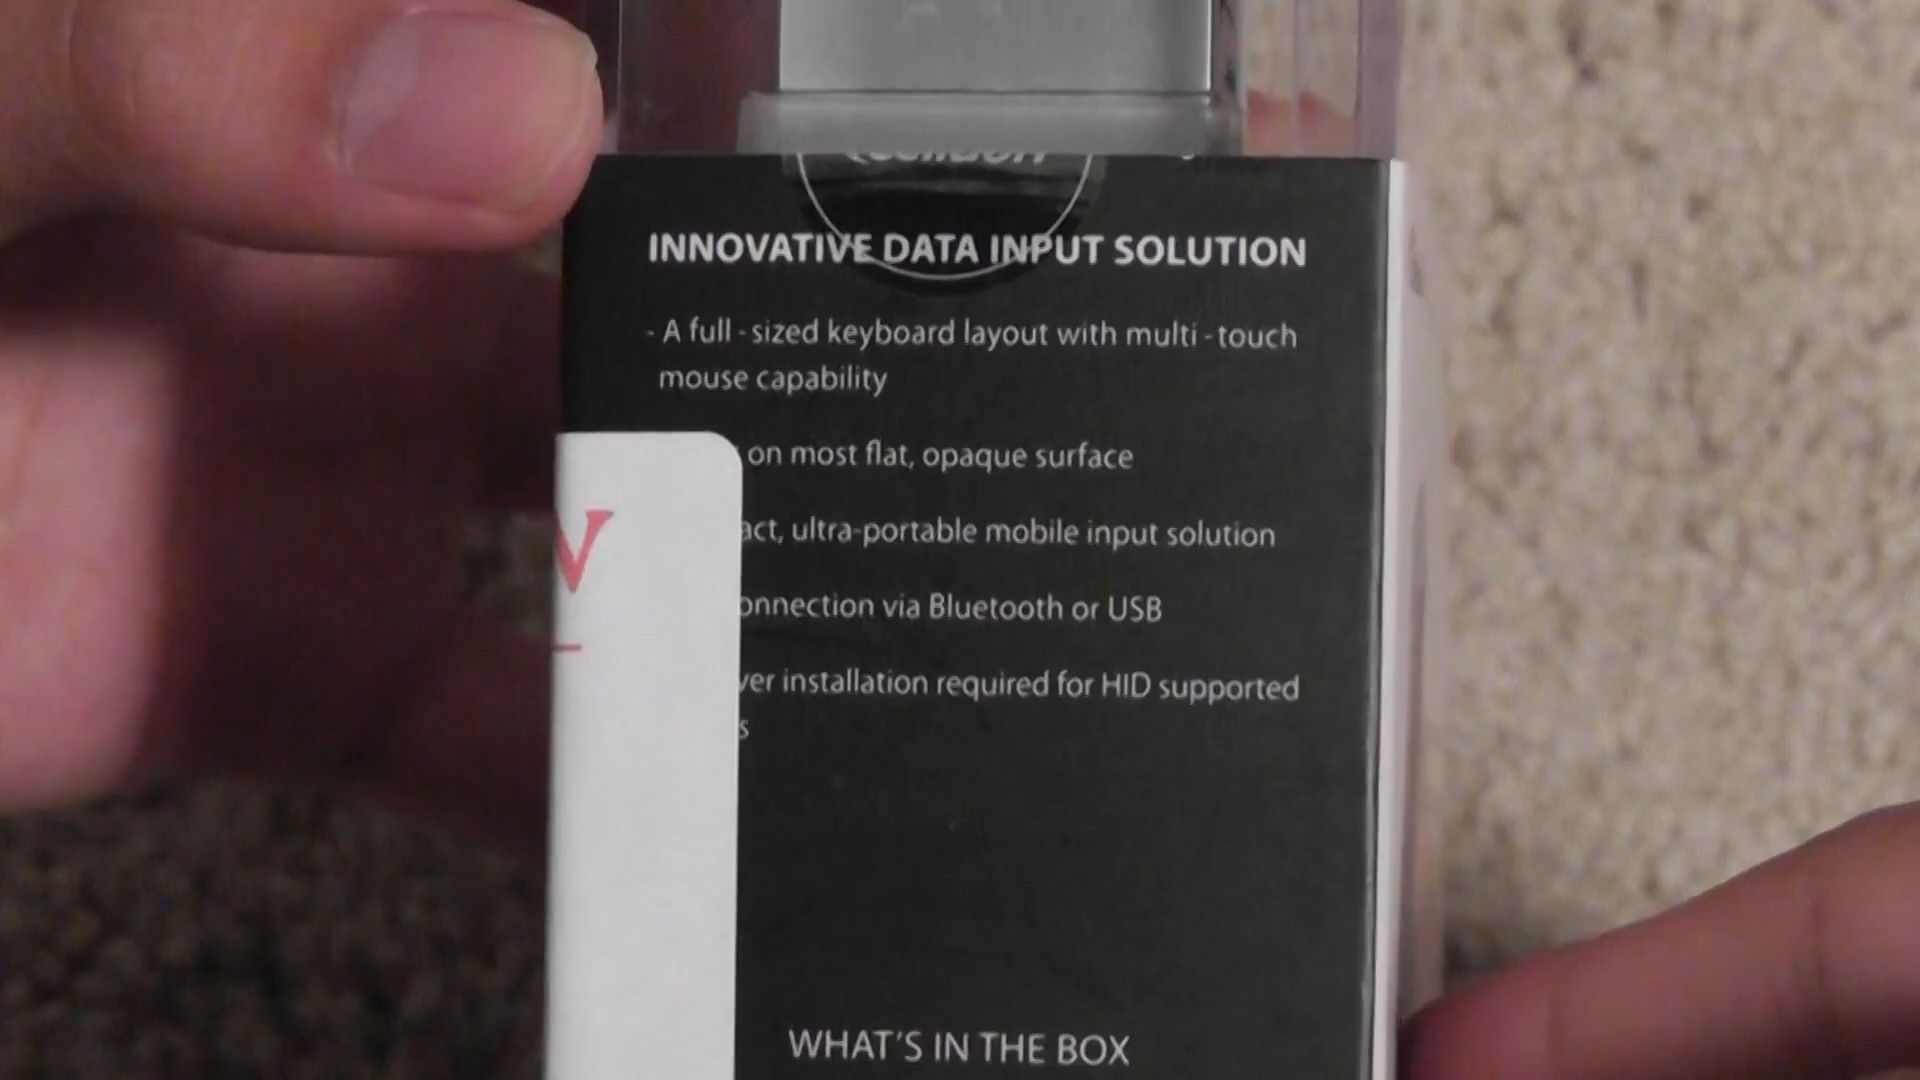 INNOVATIVE DATA INPUT SOLUTION
- A full - sized keyboard layout with multi - touch
mouse capability
on most flat, opaque surface
act, ultra-portable mobile input solution
onnection via Bluetooth or USB
ver installation required for HID supported
s
WHAT'S IN THE BOX